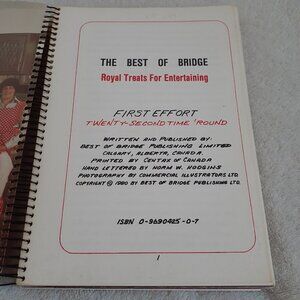 THE BEST OF BRIDGE
Royal Treats For Entertaining
FIRST EFFORT
TWENTY-SECOND TIME 'ROUND
WRITTEN AND PUBLISHED BY:
BEST OF BRIDGE PUBLISHING LIMITED
CALGARY, ALBERTA, CANADA
PRINTED BY CENTAX OF CANADA
HAND LETTERED BY NORM W. HODGINS
PHOTOGRAPHY BY COMMERCIAL ILLUSTRATORS LTD.
COPYRIGHT © 1980 BY BEST OF BRIDGE PUBLISHING LTD.
ISBN 0-9690425-0-7
1